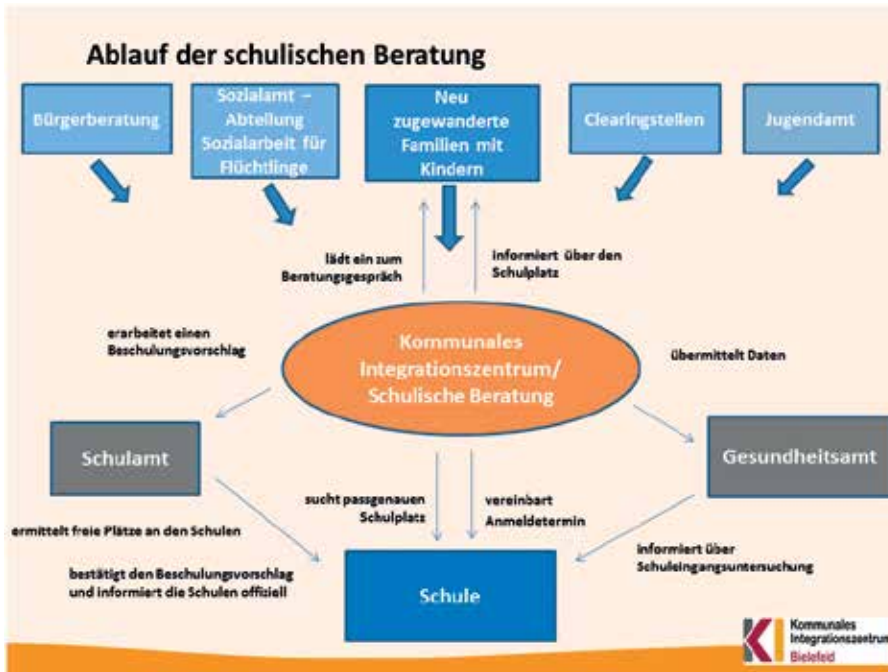 Ablauf der schulischen Beratung
Bürgerberatung
Sozialamt –
Abteilung
Sozialarbeit für
Flüchtlinge
Neu
zugewanderte
Familien mit
Kindern
Clearingstellen
Jugendamt
lädt ein zum
Beratungsgespräch
informiert über den
Schulplatz
erarbeitet einen
Beschulungsvorschlag
Kommunales
Integrationszentrum/
Schulische Beratung
übermittelt Daten
Schulamt
Gesundheitsamt
sucht passgenauen
Schulplatz
vereinbart
Anmeldetermin
ermittelt freie Plätze an den Schulen
bestätigt den Beschulungsvorschlag
und informiert die Schulen offiziell
informiert über
Schuleingangsuntersuchung
Schule
KI
Kommunales
Integrationszentrum
Bielefeld